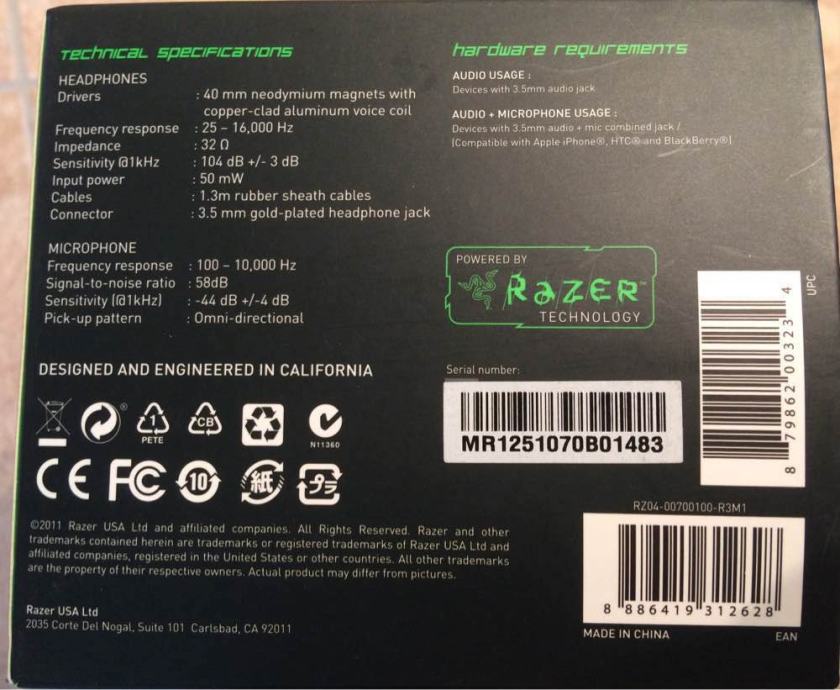 technical specifications
HEADPHONES
Drivers : 40 mm neodymium magnets with
copper-clad aluminum voice coil
Frequency response : 25 – 16,000 Hz
Impedance : 32 Ω
Sensitivity @1kHz : 104 dB +/- 3 dB
Input power : 50 mW
Cables : 1.3m rubber sheath cables
Connector : 3.5 mm gold-plated headphone jack
MICROPHONE
Frequency response : 100 – 10,000 Hz
Signal-to-noise ratio : 58dB
Sensitivity (@1kHz) : -44 dB +/-4 dB
Pick-up pattern : Omni-directional
hardware requirements
AUDIO USAGE :
Devices with 3.5mm audio jack
AUDIO + MICROPHONE USAGE :
Devices with 3.5mm audio + mic combined jack /
(Compatible with Apple iPhone®, HTC® and BlackBerry®)
POWERED BY
RAZER™
TECHNOLOGY
UPC
8 79862 00323 4
DESIGNED AND ENGINEERED IN CALIFORNIA
1
PETE
CB
N11360
CE FC 10 紙 プラ
Serial number:
MR1251070B01483
RZ04-00700100-R3M1
8 886419 312628
MADE IN CHINA EAN
©2011 Razer USA Ltd and affiliated companies. All Rights Reserved. Razer and other
trademarks contained herein are trademarks or registered trademarks of Razer USA Ltd and
affiliated companies, registered in the United States or other countries. All other trademarks
are the property of their respective owners. Actual product may differ from pictures.
Razer USA Ltd
2035 Corte Del Nogal, Suite 101 Carlsbad, CA 92011